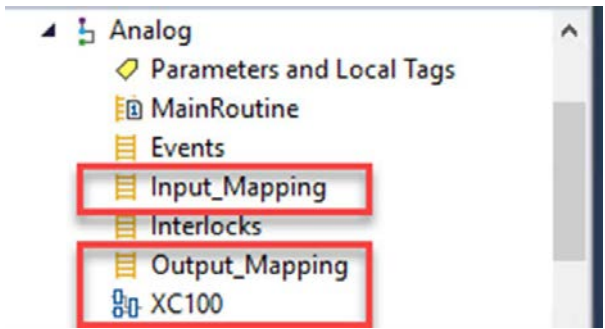 Analog
Parameters and Local Tags
MainRoutine
Events
Input_Mapping
Interlocks
Output_Mapping
XC100